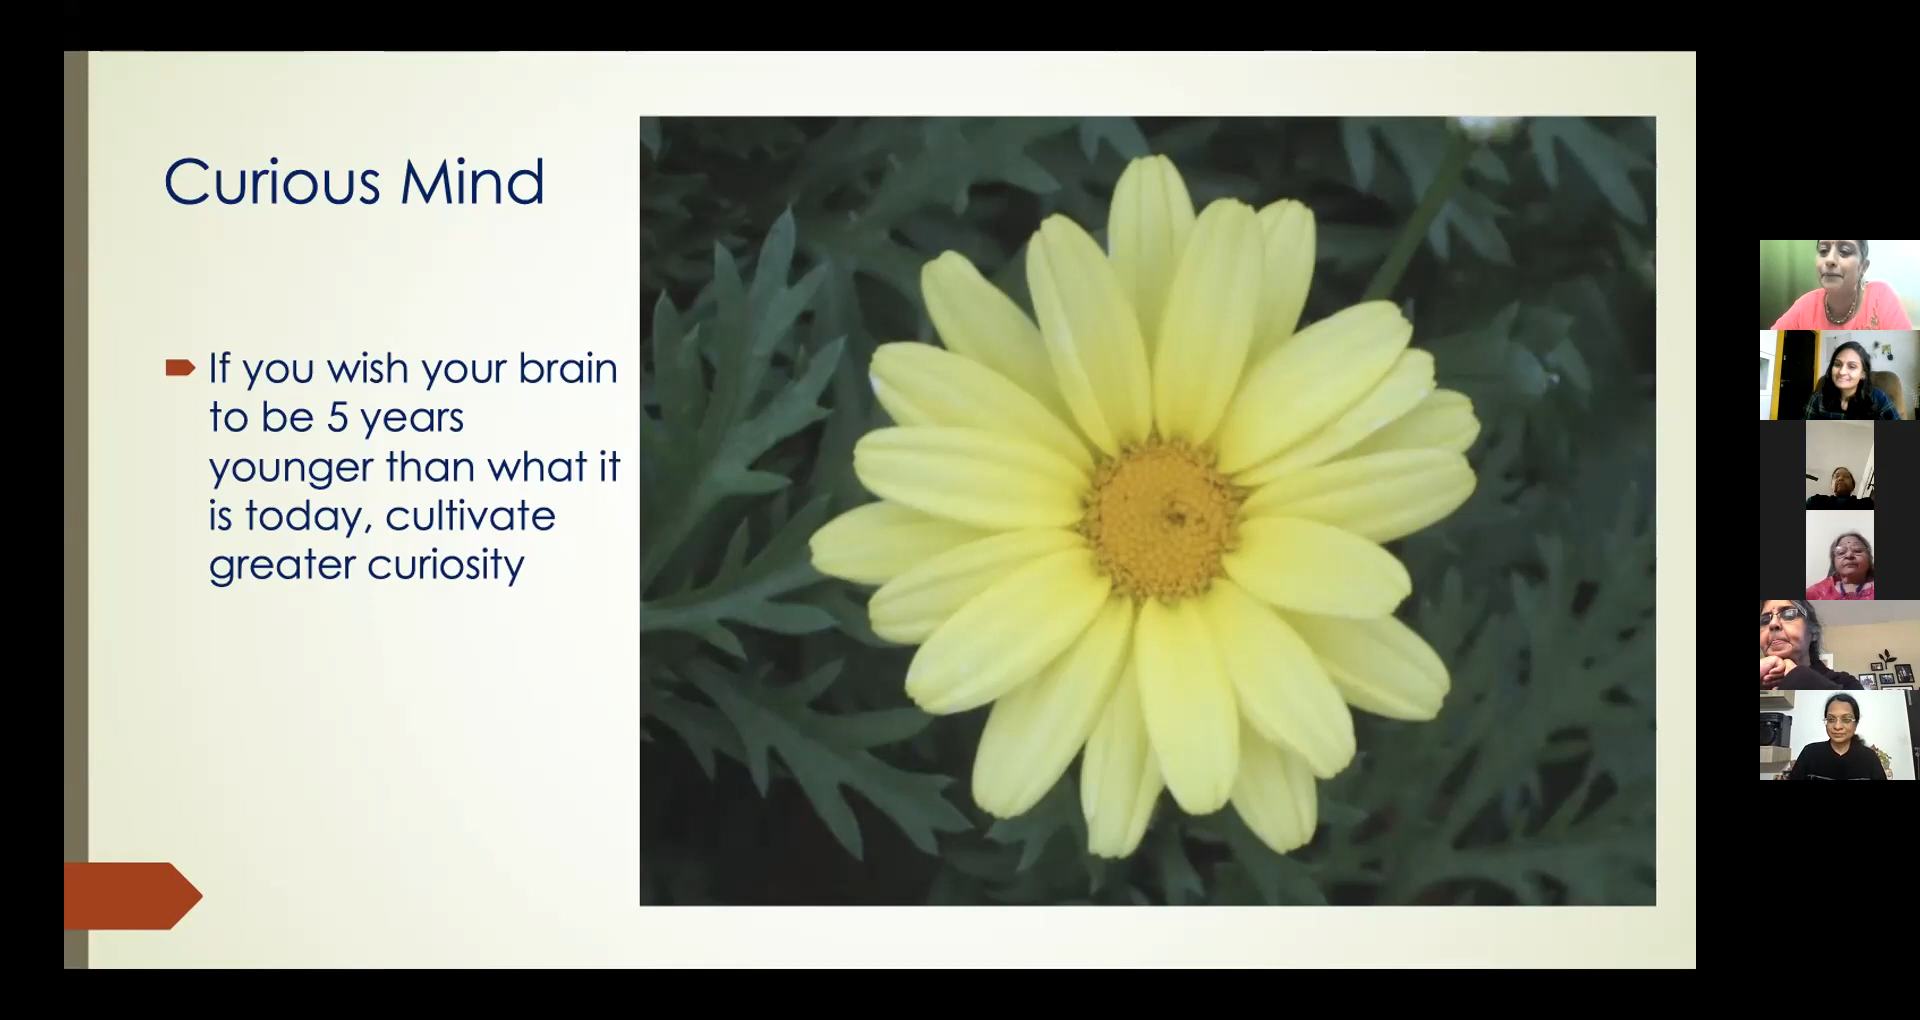 Curious Mind
If you wish your brain
to be 5 years
younger than what it
is today, cultivate
greater curiosity